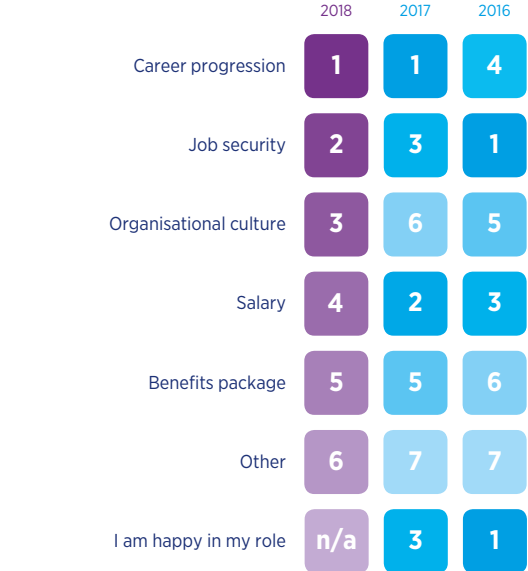 2018 2017 2016
Career progression 1 1 4
Job security 2 3 1
Organisational culture 3 6 5
Salary 4 2 3
Benefits package 5 5 6
Other 6 7 7
I am happy in my role n/a 3 1